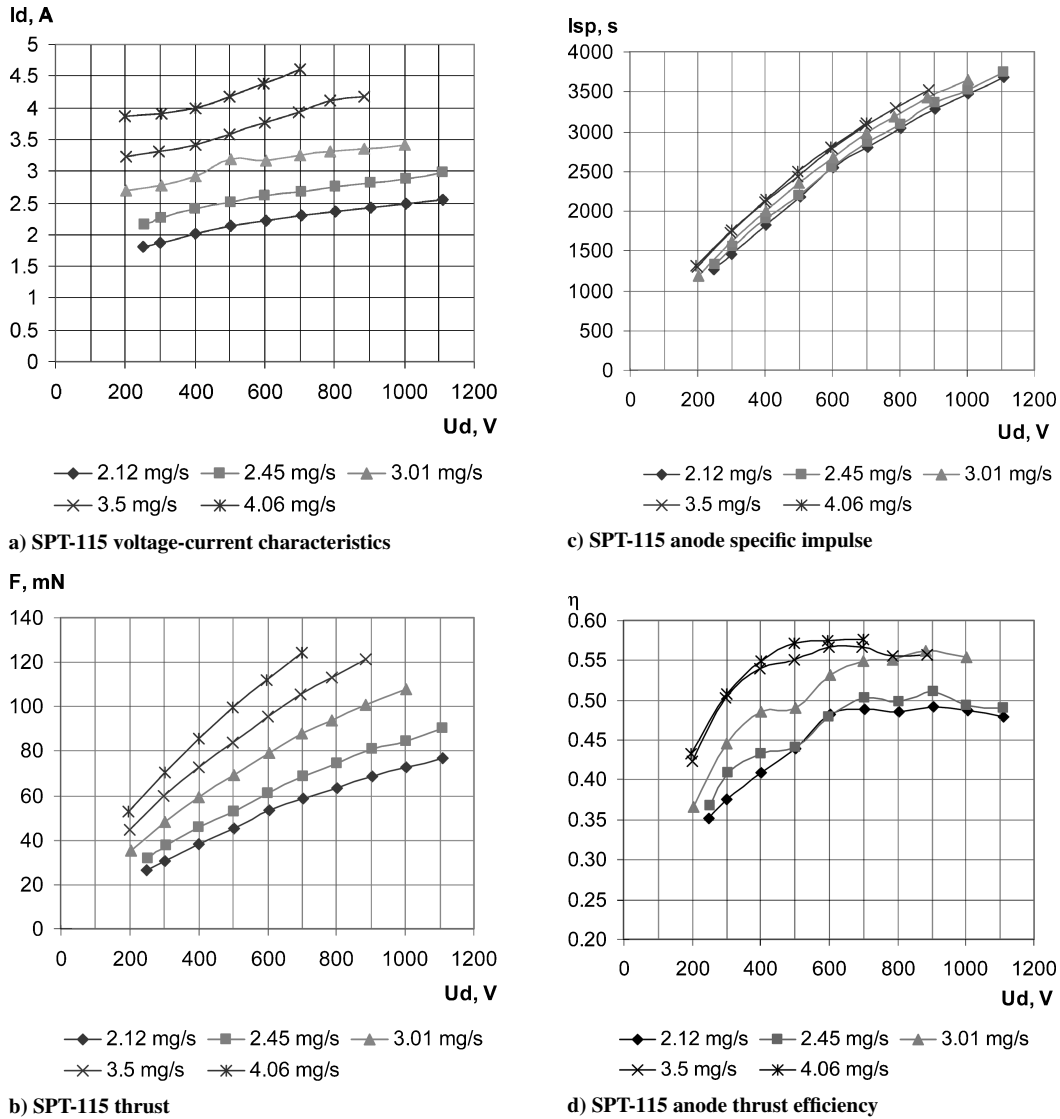 Id, A
5
4.5
4
3.5
3
2.5
2
1.5
1
0.5
0
0 200 400 600 800 1000 1200
Ud, V
2.12 mg/s 2.45 mg/s 3.01 mg/s
3.5 mg/s 4.06 mg/s
a) SPT-115 voltage-current characteristics
F, mN
140
120
100
80
60
40
20
0
0 200 400 600 800 1000 1200
Ud, V
2.12 mg/s 2.45 mg/s 3.01 mg/s
3.5 mg/s 4.06 mg/s
b) SPT-115 thrust
Isp, s
4000
3500
3000
2500
2000
1500
1000
500
0
0 200 400 600 800 1000 1200
Ud, V
2.12 mg/s 2.45 mg/s 3.01 mg/s
3.5 mg/s 4.06 mg/s
c) SPT-115 anode specific impulse
η
0.60
0.55
0.50
0.45
0.40
0.35
0.30
0.25
0.20
0 200 400 600 800 1000 1200
Ud, V
2.12 mg/s 2.45 mg/s 3.01 mg/s
3.5 mg/s 4.06 mg/s
d) SPT-115 anode thrust efficiency